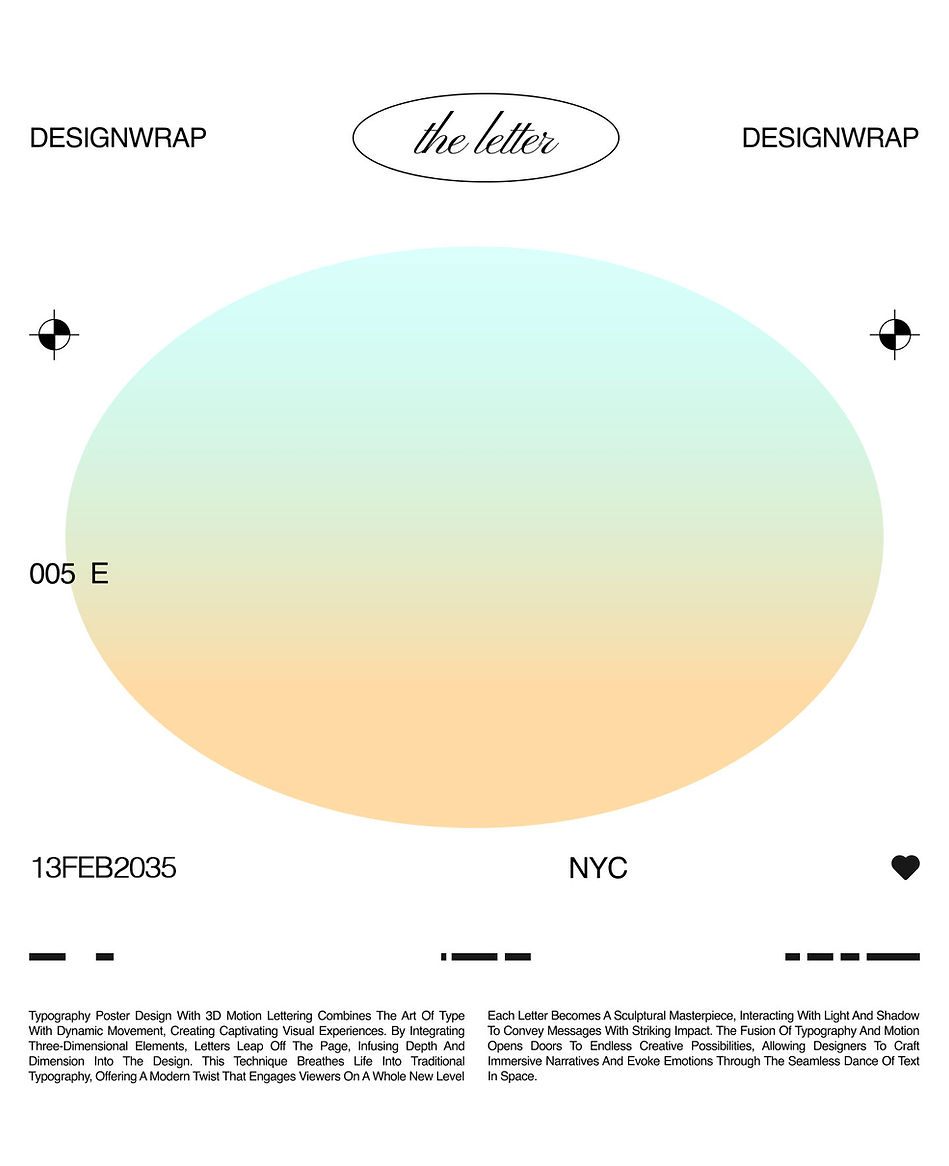 DESIGNWRAP
the letter
DESIGNWRAP
005 E
13FEB2035
NYC
Typography Poster Design With 3D Motion Lettering Combines The Art Of Type
With Dynamic Movement, Creating Captivating Visual Experiences. By Integrating
Three-Dimensional Elements, Letters Leap Off The Page, Infusing Depth And
Dimension Into The Design. This Technique Breathes Life Into Traditional
Typography, Offering A Modern Twist That Engages Viewers On A Whole New Level
Each Letter Becomes A Sculptural Masterpiece, Interacting With Light And Shadow
To Convey Messages With Striking Impact. The Fusion Of Typography And Motion
Opens Doors To Endless Creative Possibilities, Allowing Designers To Craft
Immersive Narratives And Evoke Emotions Through The Seamless Dance Of Text
In Space.